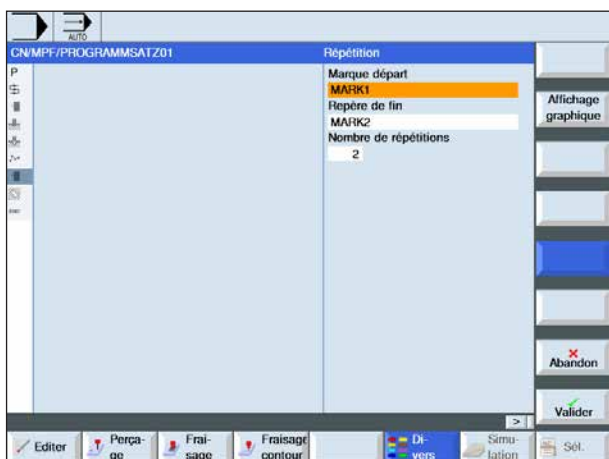 AUTO
CN/MPF/PROGRAMMSATZ01
Répétition
P
Marque départ
MARK1
Repère de fin
MARK2
Nombre de répétitions
2
Affichage
graphique
Abandon
Valider
>
Editer
Perça-
ge
Frai-
sage
Fraisage
contour
Di-
vers
Simu-
lation
Sél.